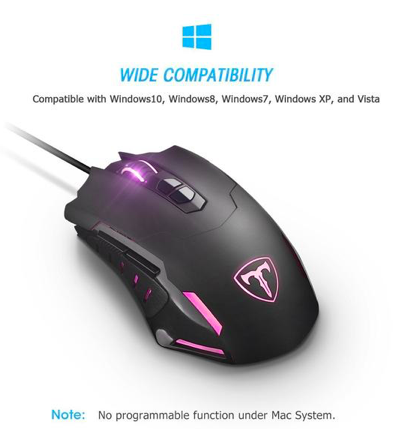 WIDE COMPATIBILITY
Compatible with Windows10, Windows8, Windows7, Windows XP, and Vista
Note: No programmable function under Mac System.